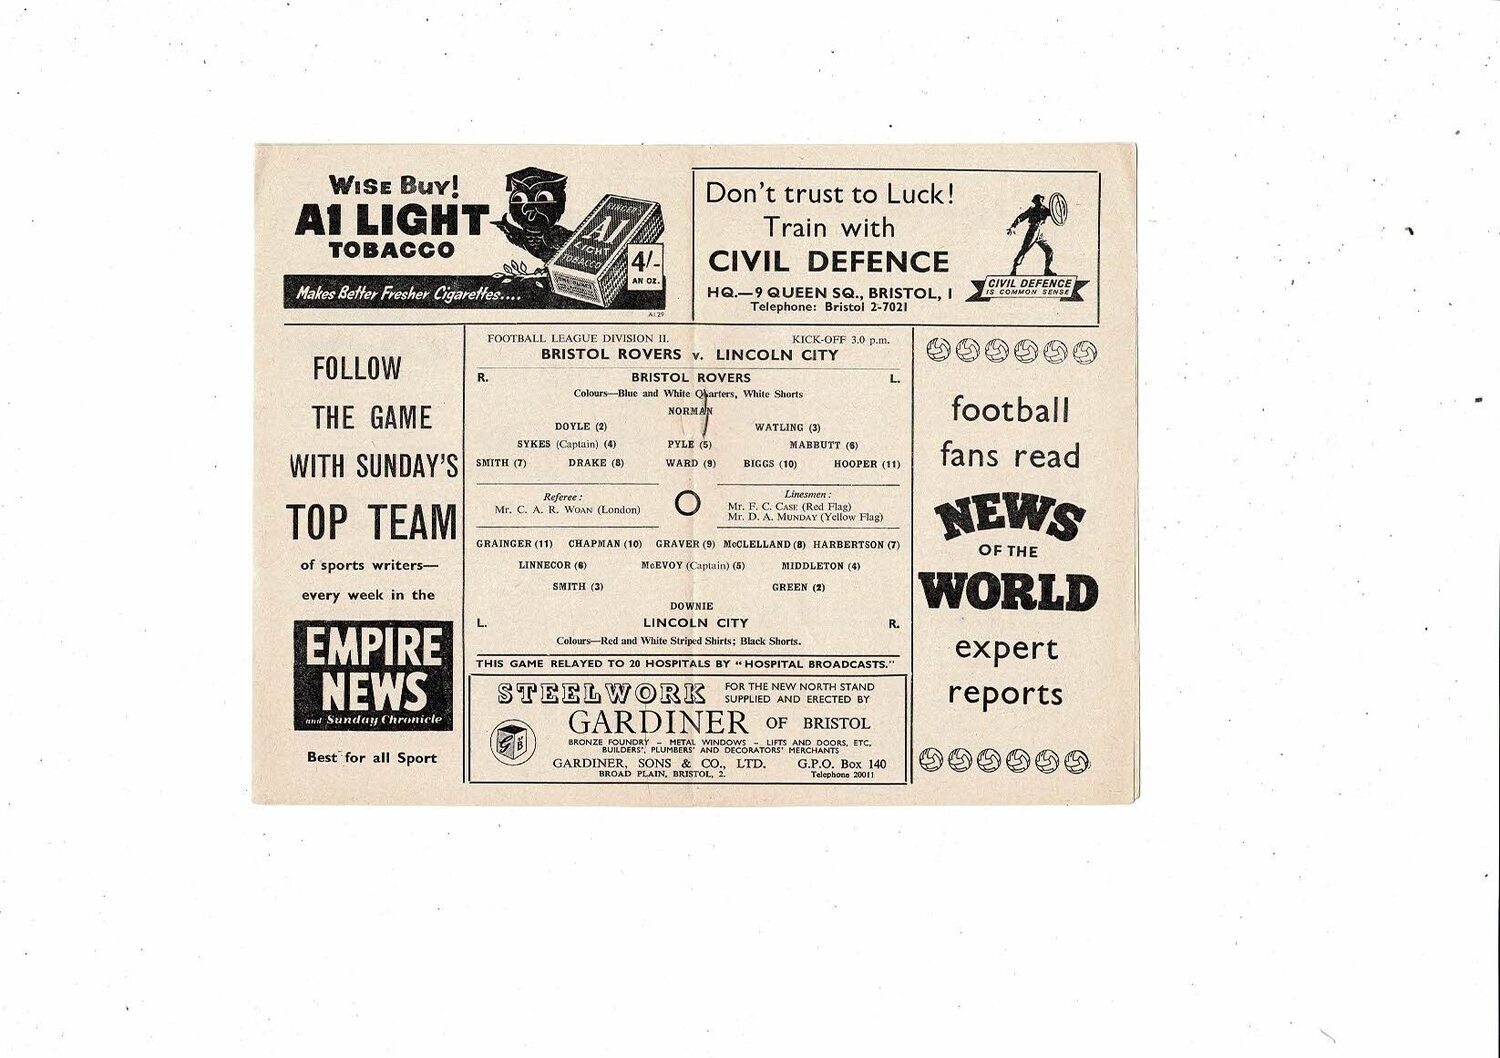 WISE BUY!
A1 LIGHT
TOBACCO
SINGER'S
A1
LIGHT
TOBACCO
4/-
AN OZ.
Makes Better Fresher Cigarettes....
A1 29
Don't trust to Luck!
Train with
CIVIL DEFENCE
HQ.—9 QUEEN SQ., BRISTOL, 1
Telephone: Bristol 2-7021
CIVIL DEFENCE
IS COMMON SENSE
FOLLOW
THE GAME
WITH SUNDAY'S
TOP TEAM
of sports writers—
every week in the
EMPIRE
NEWS
and Sunday Chronicle
Best for all Sport
FOOTBALL LEAGUE DIVISION II. KICK-OFF 3.0 p.m.
BRISTOL ROVERS v. LINCOLN CITY
R. BRISTOL ROVERS L.
Colours—Blue and White Quarters, White Shorts
NORMAN
DOYLE (2) WATLING (3)
SYKES (Captain) (4) PYLE (5) MABBUTT (6)
SMITH (7) DRAKE (8) WARD (9) BIGGS (10) HOOPER (11)
Referee :
Mr. C. A. R. WOAN (London)
Linesmen :
Mr. F. C. CASE (Red Flag)
Mr. D. A. MUNDAY (Yellow Flag)
GRAINGER (11) CHAPMAN (10) GRAVER (9) McCLELLAND (8) HARBERTSON (7)
LINNECOR (6) McEVOY (Captain) (5) MIDDLETON (4)
SMITH (3) GREEN (2)
DOWNIE
L. LINCOLN CITY R.
Colours—Red and White Striped Shirts; Black Shorts.
THIS GAME RELAYED TO 20 HOSPITALS BY "HOSPITAL BROADCASTS."
STEELWORK FOR THE NEW NORTH STAND
SUPPLIED AND ERECTED BY
GARDINER OF BRISTOL
BRONZE FOUNDRY – METAL WINDOWS – LIFTS AND DOORS, ETC.
BUILDERS', PLUMBERS' AND DECORATORS' MERCHANTS
GARDINER, SONS & CO., LTD. G.P.O. Box 140
BROAD PLAIN, BRISTOL, 2. Telephone 20011
football
fans read
NEWS
OF THE
WORLD
expert
reports